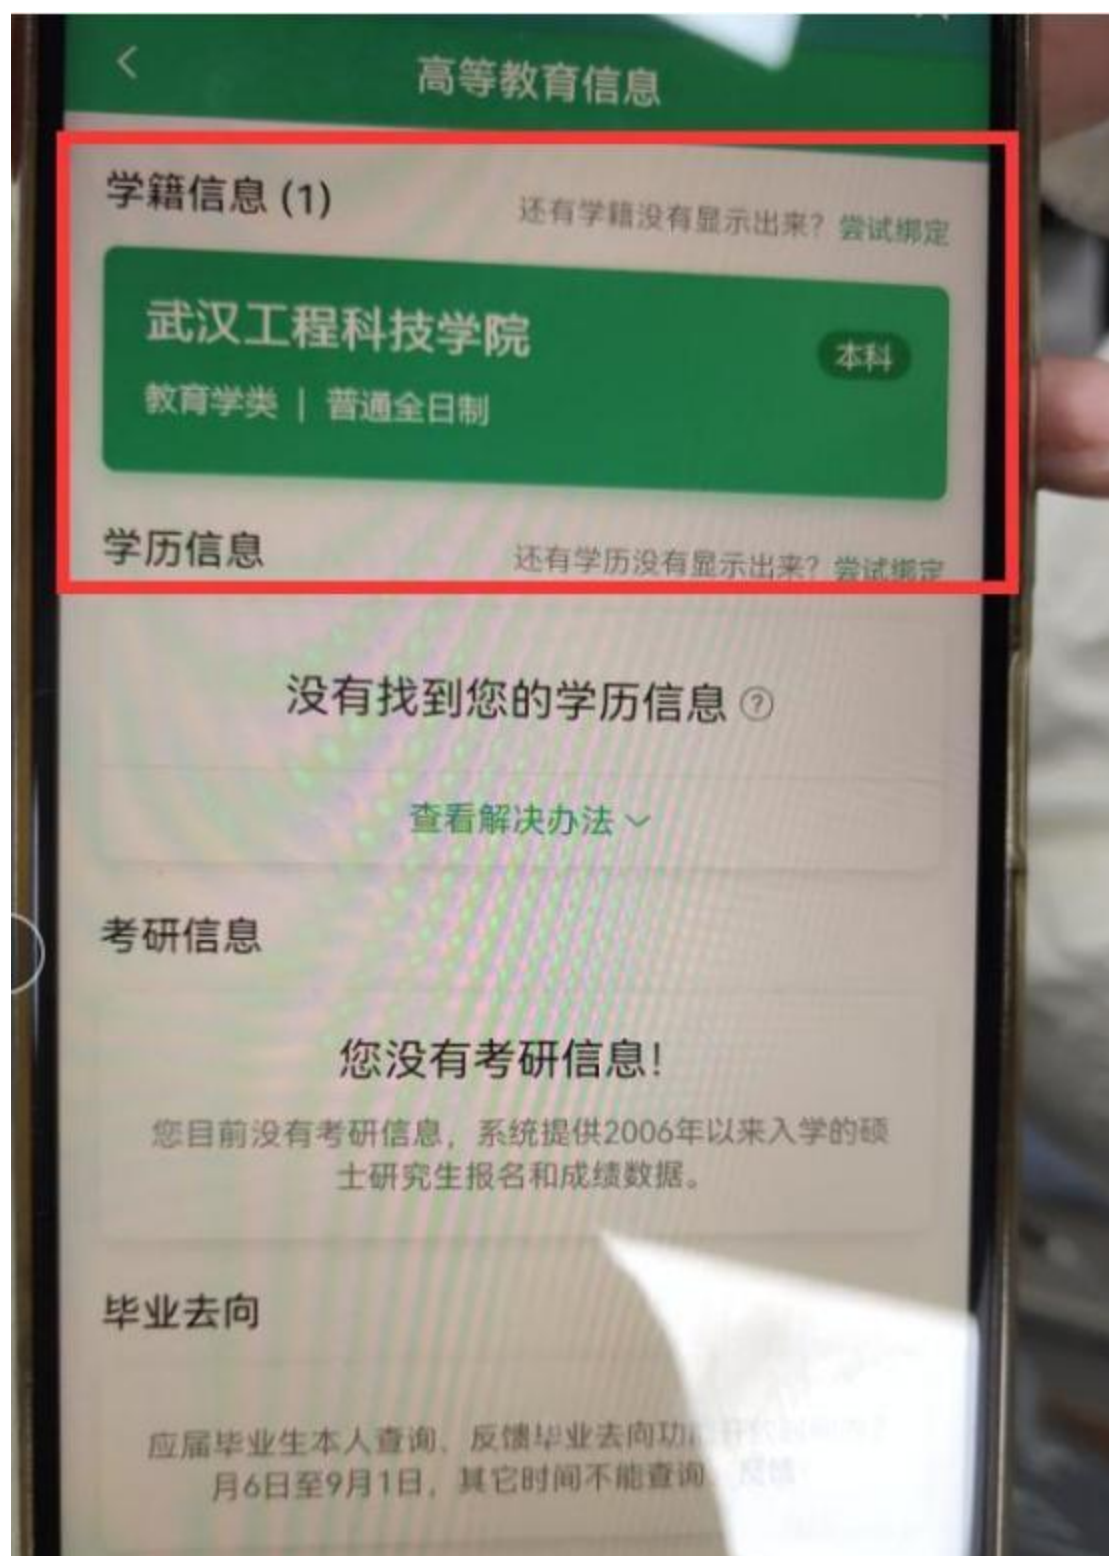 高等教育信息
学籍信息 (1)
还有学籍没有显示出来? 尝试绑定
武汉工程科技学院
本科
教育学类 | 普通全日制
学历信息
还有学历没有显示出来? 尝试绑定
没有找到您的学历信息 ?
查看解决办法
考研信息
您没有考研信息!
您目前没有考研信息, 系统提供2006年以来入学的硕
士研究生报名和成绩数据。
毕业去向
应届毕业生本人查询、反馈毕业去向功
月6日至9月1日, 其它时间不能查询